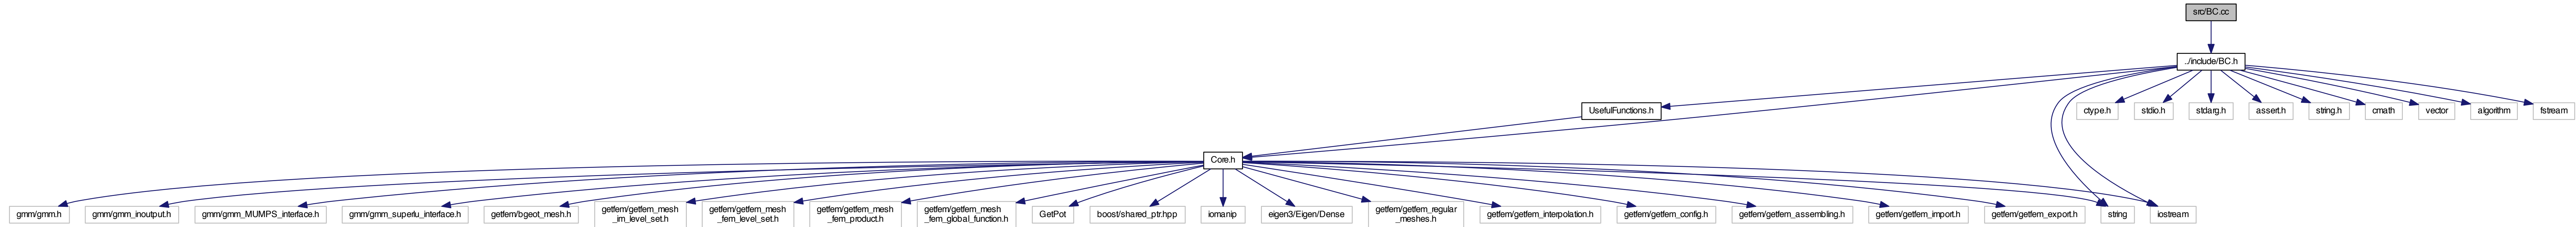 src/BC.cc
../include/BC.h
UsefulFunctions.h
ctype.h
stdio.h
stdarg.h
assert.h
string.h
cmath
vector
algorithm
fstream
Core.h
gmm/gmm.h
gmm/gmm_inoutput.h
gmm/gmm_MUMPS_interface.h
gmm/gmm_superlu_interface.h
getfem/bgeot_mesh.h
getfem/getfem_mesh
_im_level_set.h
getfem/getfem_mesh
_fem_level_set.h
getfem/getfem_mesh
_fem_product.h
getfem/getfem_mesh
_fem_global_function.h
GetPot
boost/shared_ptr.hpp
iomanip
eigen3/Eigen/Dense
getfem/getfem_regular
_meshes.h
getfem/getfem_interpolation.h
getfem/getfem_config.h
getfem/getfem_assembling.h
getfem/getfem_import.h
getfem/getfem_export.h
string
iostream